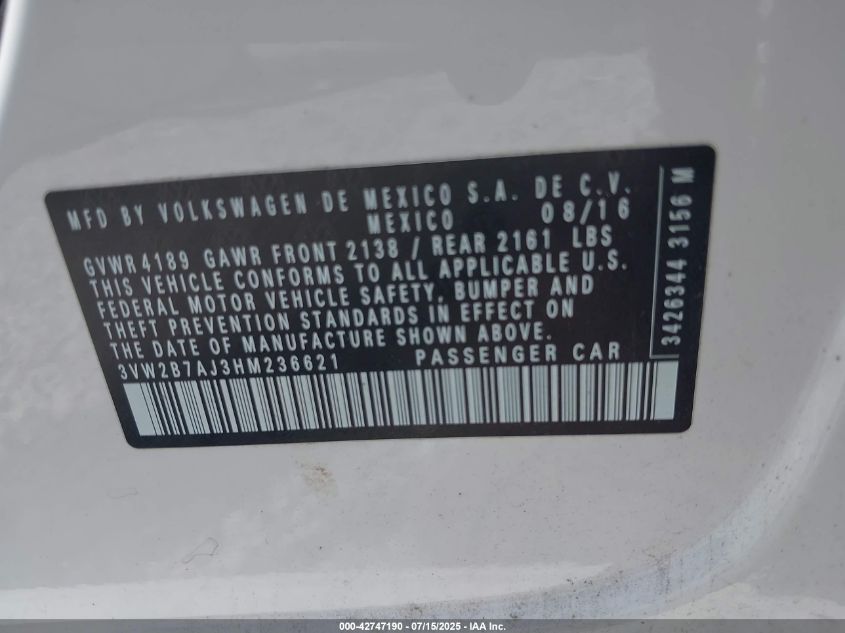 MFD BY VOLKSWAGEN DE MEXICO S.A. DE C.V.
MEXICO 08/16
GVWR 4189 GAWR FRONT 2138 / REAR 2161 LBS
THIS VEHICLE CONFORMS TO ALL APPLICABLE U.S.
FEDERAL MOTOR VEHICLE SAFETY, BUMPER AND
THEFT PREVENTION STANDARDS IN EFFECT ON
THE DATE OF MANUFACTURE SHOWN ABOVE.
3VW2B7AJ3HM236621 PASSENGER CAR
3426344 3156 M
000-42747190 - 07/15/2025 - IAA Inc.